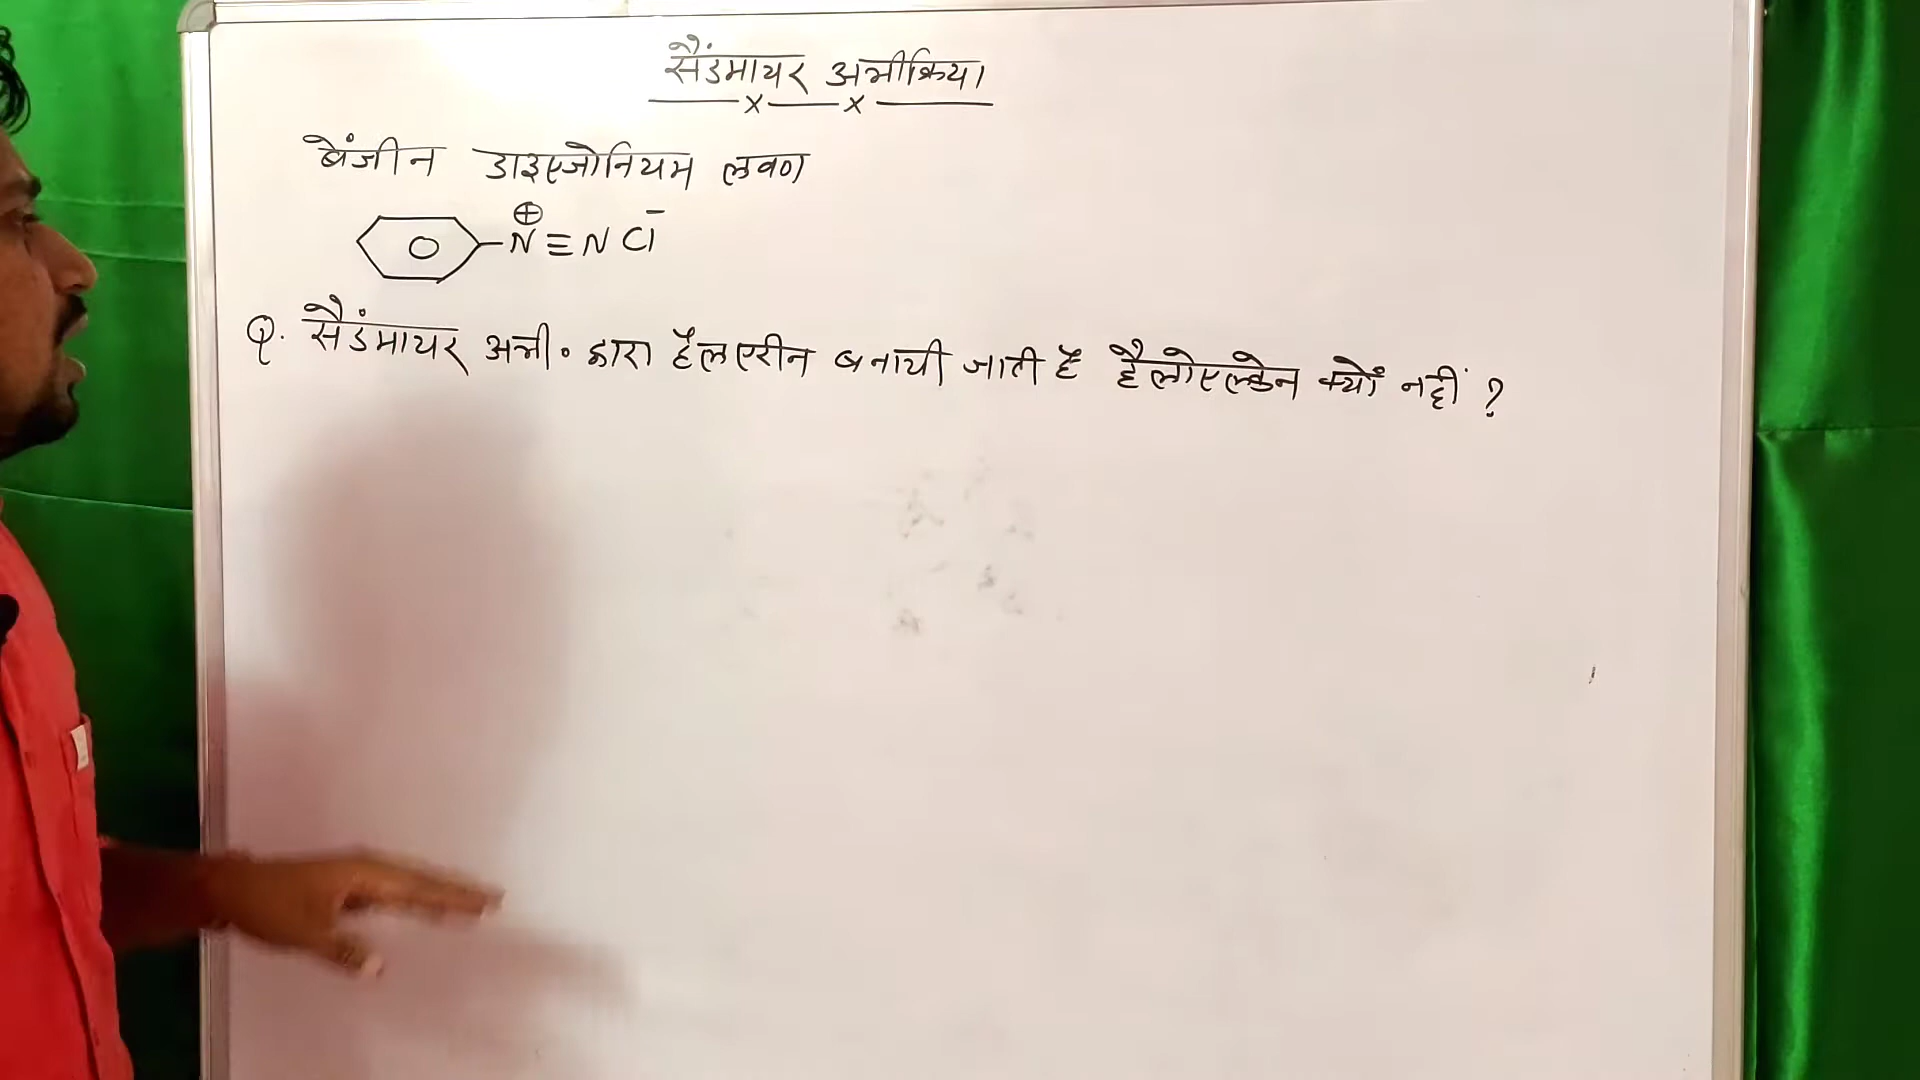 सैंडमायर अभीक्रिया
बेंजीन डाइएजोनियम लवण
N ≡ N Cl⁻
Q. सैंडमायर अभी० द्वारा हैलएरीन बनायी जाती है हैलोएल्केन क्यों नहीं ?